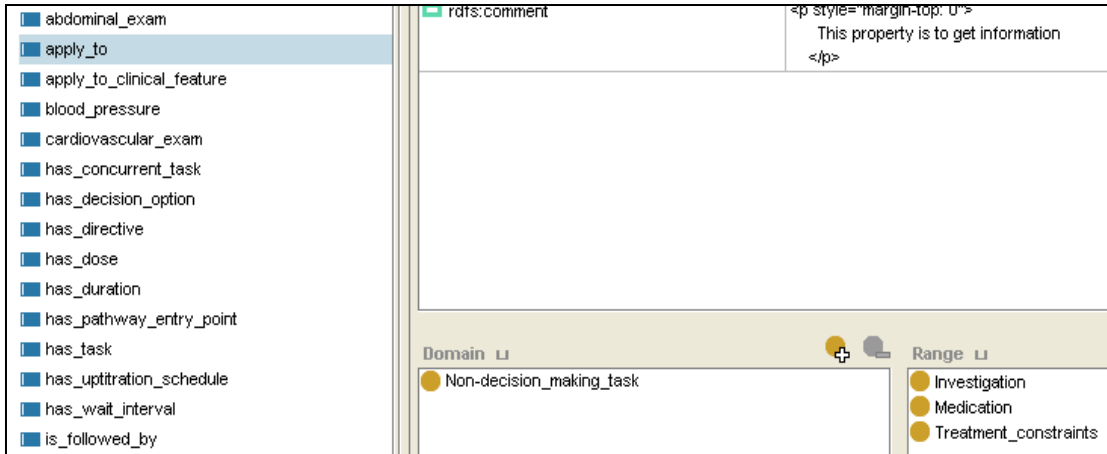 abdominal_exam
apply_to
apply_to_clinical_feature
blood_pressure
cardiovascular_exam
has_concurrent_task
has_decision_option
has_directive
has_dose
has_duration
has_pathway_entry_point
has_task
has_uptitration_schedule
has_wait_interval
is_followed_by
rdfs:comment
<p style="margin-top: 0">
This property is to get information
</p>
Domain ⊔
Non-decision_making_task
Range ⊔
Investigation
Medication
Treatment_constraints